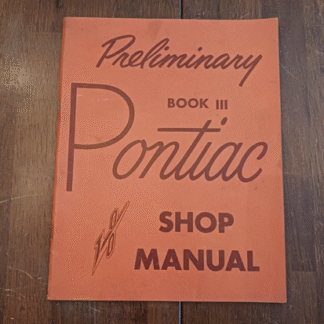 Preliminary
BOOK III
Pontiac
SHOP
MANUAL